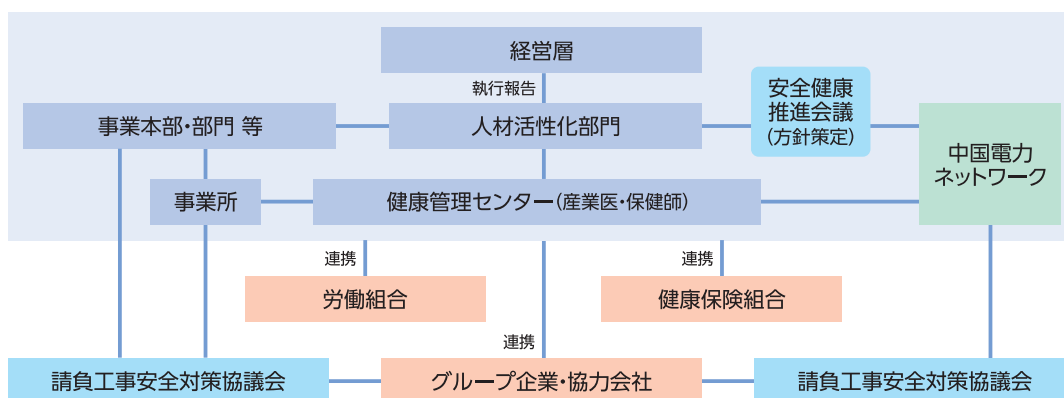 経営層
執行報告
事業本部・部門 等
人材活性化部門
安全健康
推進会議
(方針策定)
中国電力
ネットワーク
事業所
健康管理センター(産業医・保健師)
連携
連携
労働組合
健康保険組合
連携
請負工事安全対策協議会
グループ企業・協力会社
請負工事安全対策協議会